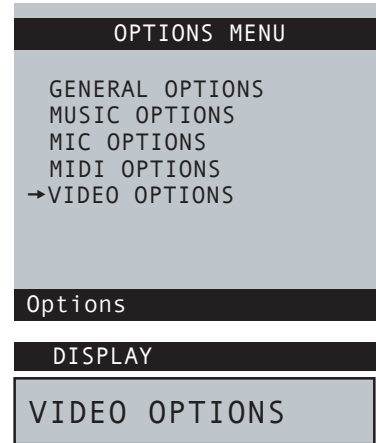 OPTIONS MENU
GENERAL OPTIONS
MUSIC OPTIONS
MIC OPTIONS
MIDI OPTIONS
→VIDEO OPTIONS
Options
DISPLAY
VIDEO OPTIONS